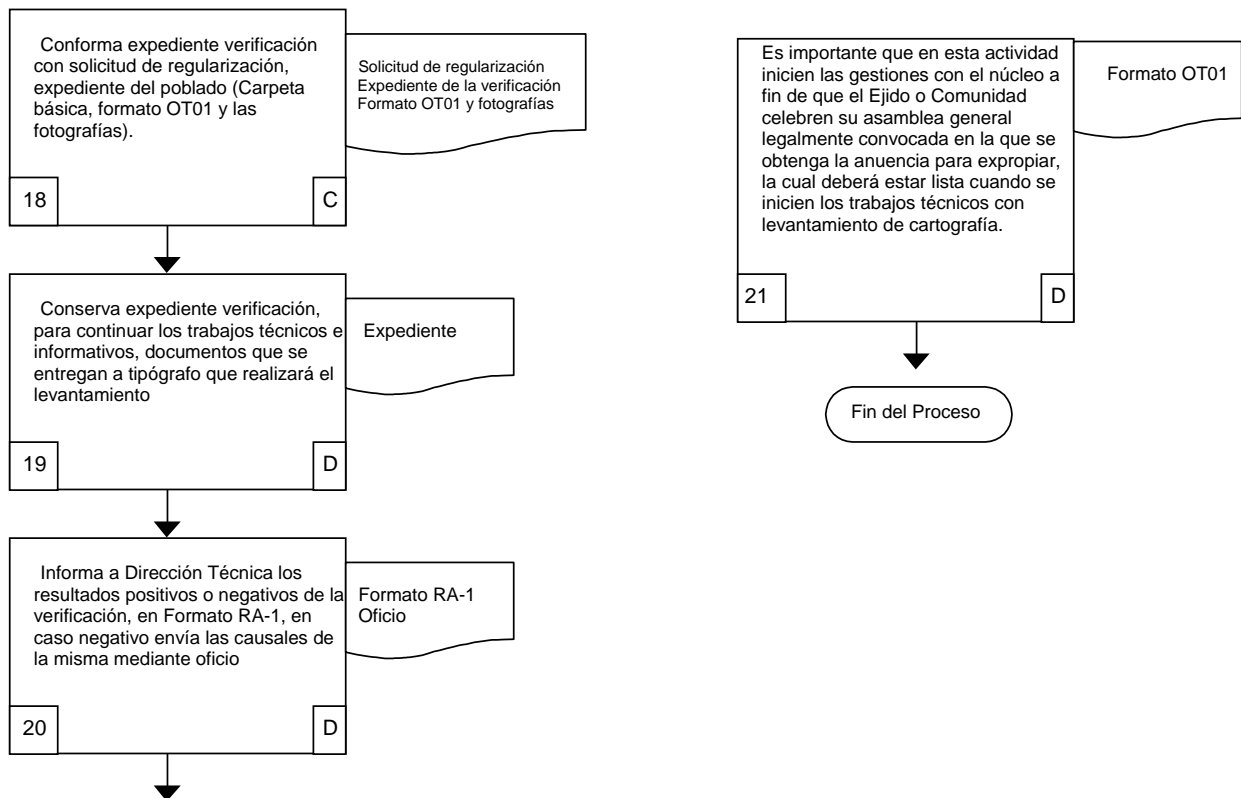 Conforma expediente verificación
con solicitud de regularización,
expediente del poblado (Carpeta
básica, formato OT01 y las
fotografías).
18
C
Solicitud de regularización
Expediente de la verificación
Formato OT01 y fotografías
Conserva expediente verificación,
para continuar los trabajos técnicos e
informativos, documentos que se
entregan a tipógrafo que realizará el
levantamiento
19
D
Expediente
Informa a Dirección Técnica los
resultados positivos o negativos de la
verificación, en Formato RA-1, en
caso negativo envía las causales de
la misma mediante oficio
20
D
Formato RA-1
Oficio
Es importante que en esta actividad
inicien las gestiones con el núcleo a
fin de que el Ejido o Comunidad
celebren su asamblea general
legalmente convocada en la que se
obtenga la anuencia para expropiar,
la cual deberá estar lista cuando se
inicien los trabajos técnicos con
levantamiento de cartografía.
21
D
Formato OT01
Fin del Proceso